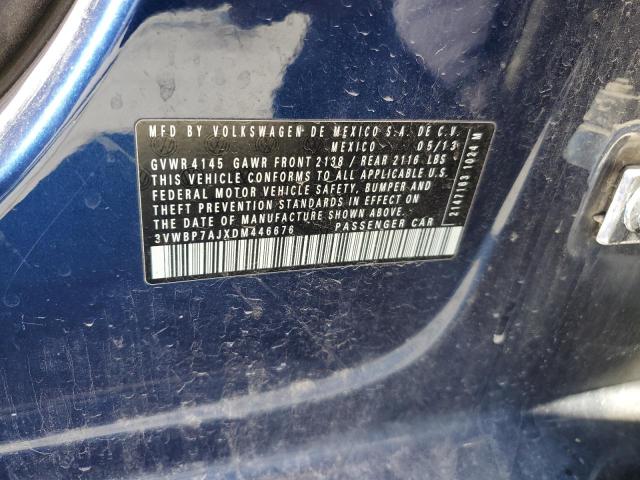 MFD BY VOLKSWAGEN DE MEXICO S.A. DE C.V.
MEXICO 05/13
GVWR 4145 GAWR FRONT 2138 / REAR 2116 LBS
THIS VEHICLE CONFORMS TO ALL APPLICABLE U.S.
FEDERAL MOTOR VEHICLE SAFETY, BUMPER AND
THEFT PREVENTION STANDARDS IN EFFECT ON
THE DATE OF MANUFACTURE SHOWN ABOVE.
3VWBP7AJXDM446676 PASSENGER CAR
2107103 1024 M